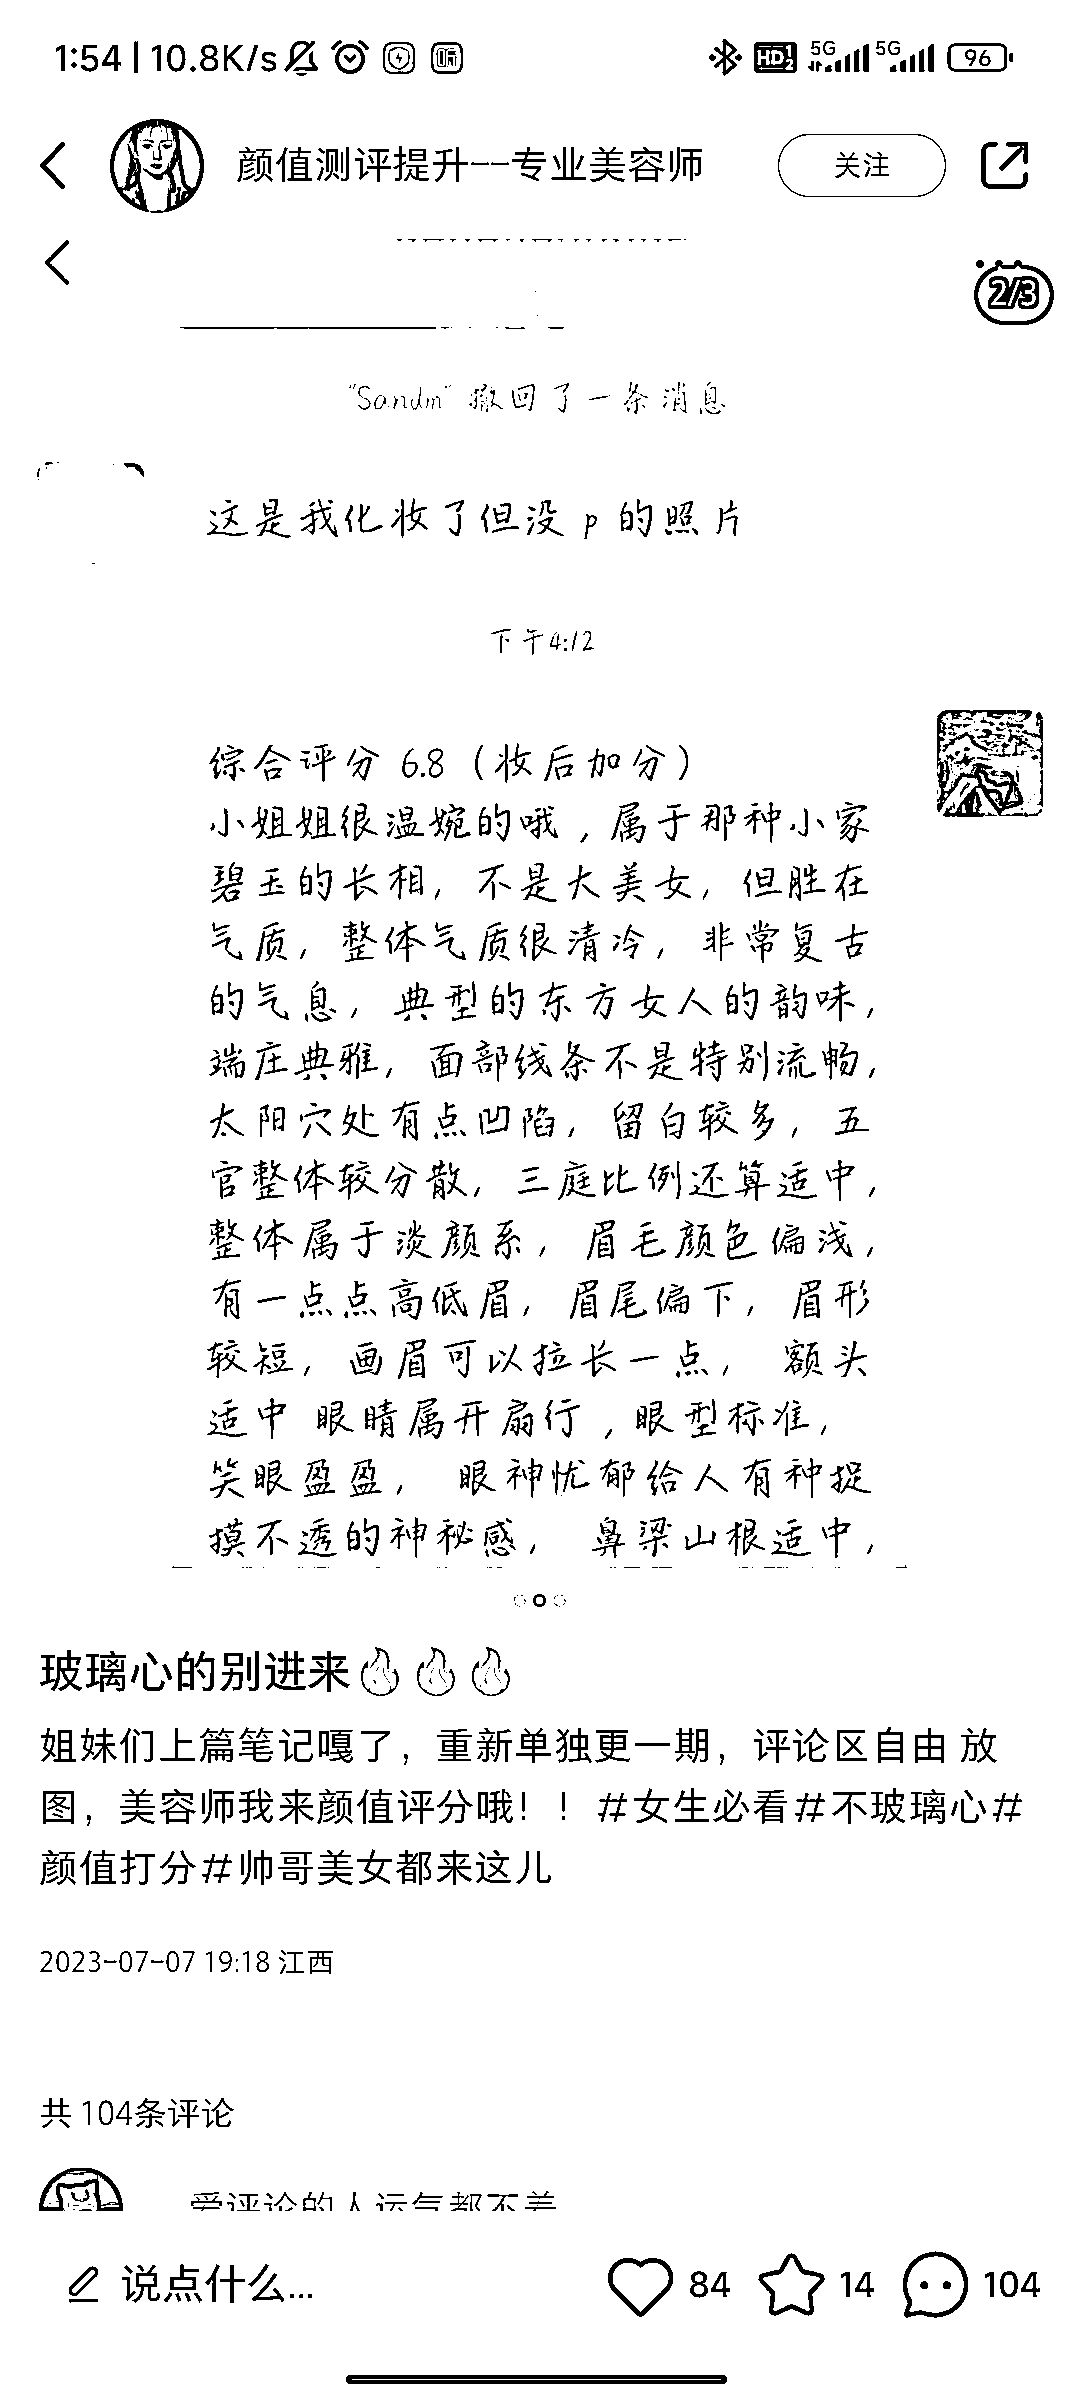 1:54 | 10.8K/s HD 5G 5G 96
颜值测评提升--专业美容师 关注
2/3
"Sandm" 撤回了一条消息
这是我化妆了但没p的照片
下午4:12
综合评分 6.8（妆后加分）
小姐姐很温婉的哦，属于那种小家
碧玉的长相，不是大美女，但胜在
气质，整体气质很清冷，非常复古
的气息，典型的东方女人的韵味，
端庄典雅，面部线条不是特别流畅，
太阳穴处有点凹陷，留白较多，五
官整体较分散，三庭比例还算适中，
整体属于淡颜系，眉毛颜色偏浅，
有一点点高低眉，眉尾偏下，眉形
较短，画眉可以拉长一点， 额头
适中 眼睛属开扇行，眼型标准，
笑眼盈盈， 眼神忧郁给人有种捉
摸不透的神秘感， 鼻梁山根适中，
玻璃心的别进来🔥🔥🔥
姐妹们上篇笔记嘎了，重新单独更一期，评论区自由 放
图，美容师我来颜值评分哦！！#女生必看#不玻璃心#
颜值打分#帅哥美女都来这儿
2023-07-07 19:18 江西
共 104条评论
爱评论的人运气都不差
说点什么... 84 14 104